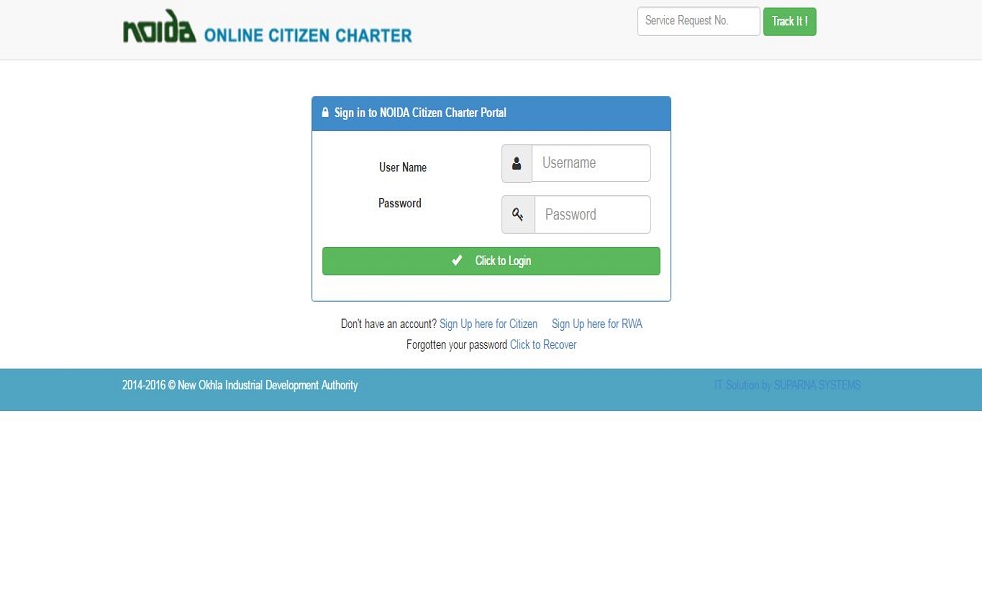 noida ONLINE CITIZEN CHARTER
Service Request No. Track It !
Sign in to NOIDA Citizen Charter Portal
User Name Username
Password Password
Click to Login
Don't have an account? Sign Up here for Citizen Sign Up here for RWA
Forgotten your password Click to Recover
2014-2016 © New Okhla Industrial Development Authority IT Solution by SUPARNA SYSTEMS